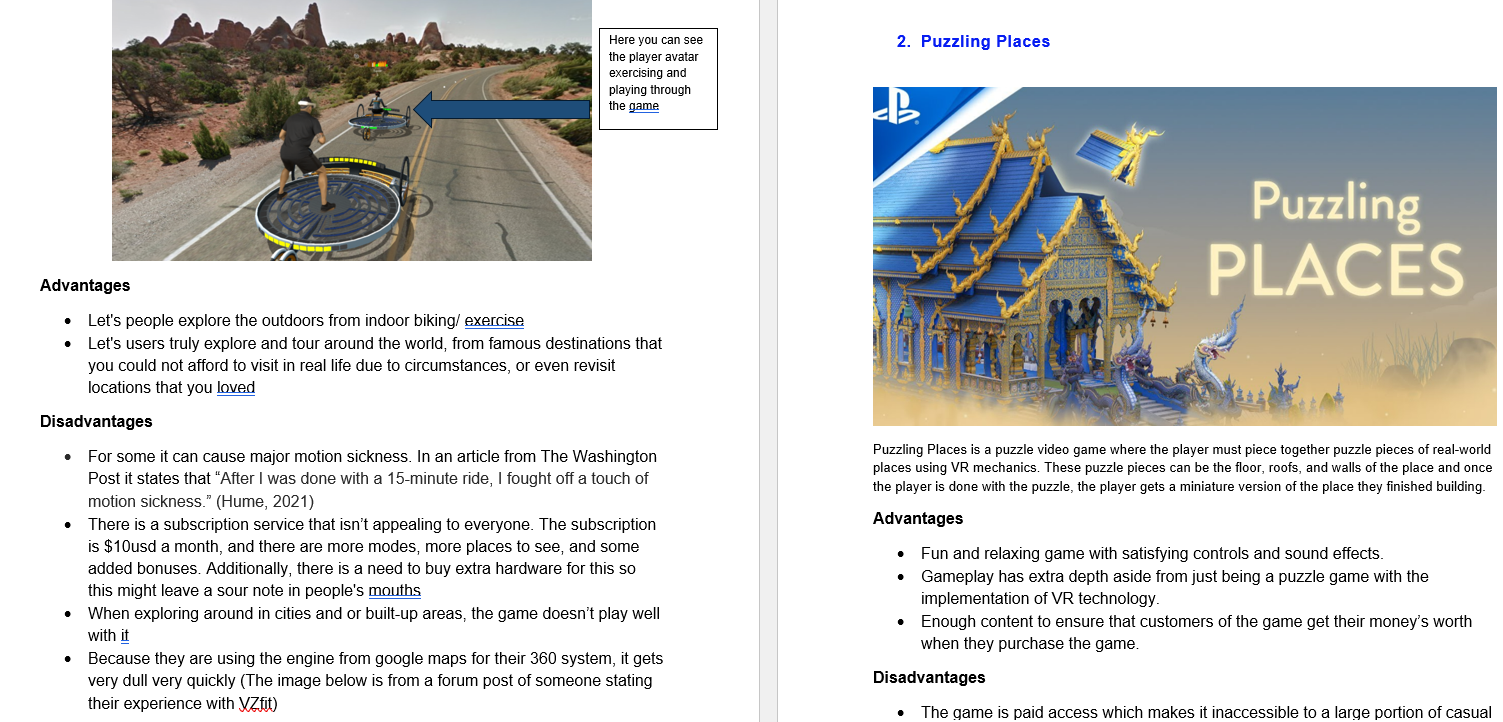 Here you can see
the player avatar
exercising and
playing through
the game
Advantages
• Let's people explore the outdoors from indoor biking/ exercise
• Let's users truly explore and tour around the world, from famous destinations that
you could not afford to visit in real life due to circumstances, or even revisit
locations that you loved
Disadvantages
• For some it can cause major motion sickness. In an article from The Washington
Post it states that “After I was done with a 15-minute ride, I fought off a touch of
motion sickness.” (Hume, 2021)
• There is a subscription service that isn’t appealing to everyone. The subscription
is $10usd a month, and there are more modes, more places to see, and some
added bonuses. Additionally, there is a need to buy extra hardware for this so
this might leave a sour note in people's mouths
• When exploring around in cities and or built-up areas, the game doesn’t play well
with it
• Because they are using the engine from google maps for their 360 system, it gets
very dull very quickly (The image below is from a forum post of someone stating
their experience with VZfit)
2. Puzzling Places
Puzzling
PLACES
Puzzling Places is a puzzle video game where the player must piece together puzzle pieces of real-world
places using VR mechanics. These puzzle pieces can be the floor, roofs, and walls of the place and once
the player is done with the puzzle, the player gets a miniature version of the place they finished building.
Advantages
• Fun and relaxing game with satisfying controls and sound effects.
• Gameplay has extra depth aside from just being a puzzle game with the
implementation of VR technology.
• Enough content to ensure that customers of the game get their money’s worth
when they purchase the game.
Disadvantages
• The game is paid access which makes it inaccessible to a large portion of casual